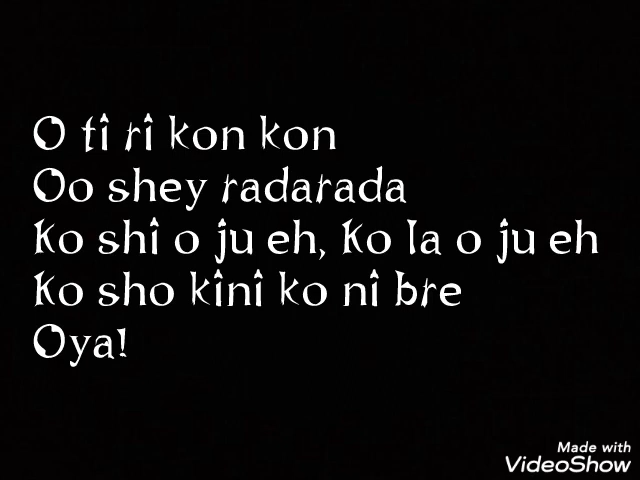 O ti ri kon kon
Oo shey radarada
Ko shi o ju eh, Ko la o ju eh
Ko sho kini ko ni bre
Oya!
Made with
VideoShow